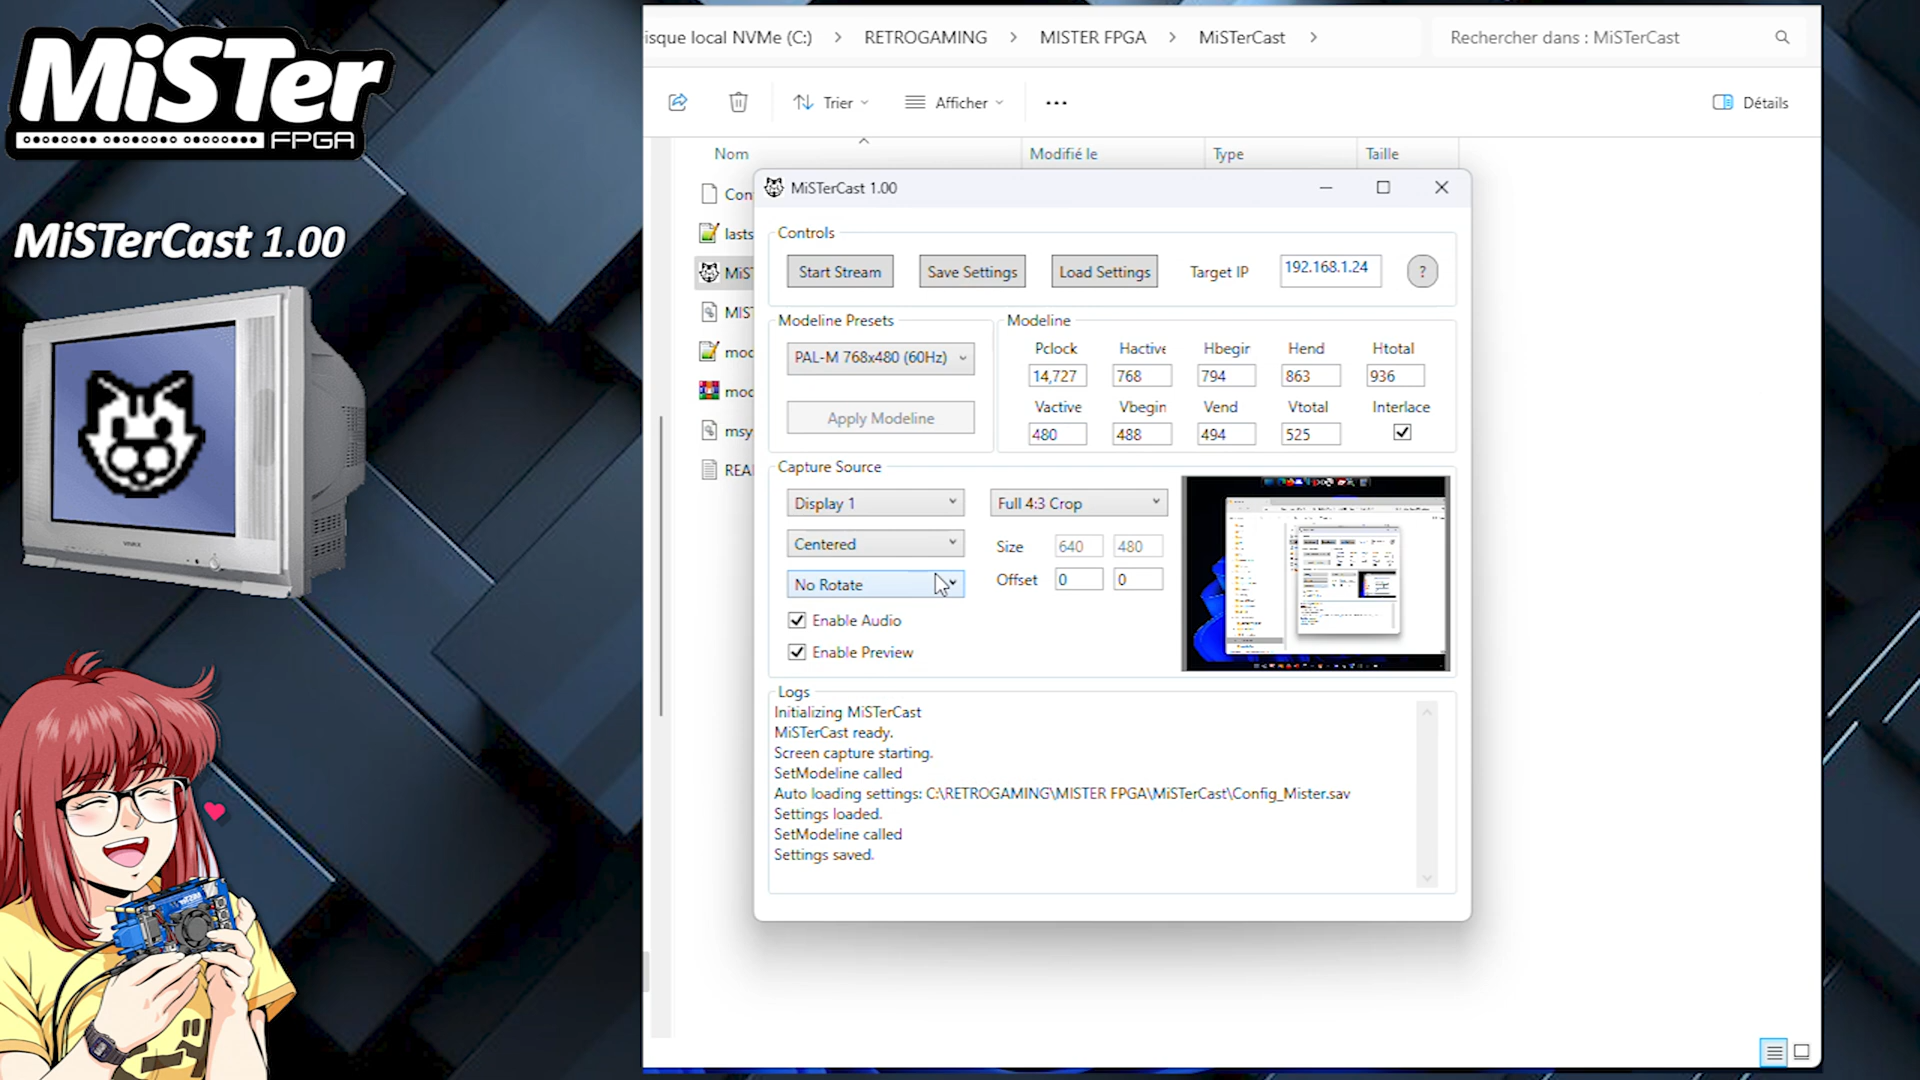 MiSTer
FPGA
MiSTerCast 1.00
isque local NVMe (C:) > RETROGAMING > MISTER FPGA > MiSTerCast >
Rechercher dans : MiSTerCast
Trier
Afficher
Détails
Nom
Modifié le
Type
Taille
Con
lasts
MiST
MIST
mod
mod
msy
REA
MiSTerCast 1.00
Controls
Start Stream
Save Settings
Load Settings
Target IP
192.168.1.24
?
Modeline Presets
PAL-M 768x480 (60Hz)
Apply Modeline
Modeline
Pclock
Hactive
Hbegin
Hend
Htotal
14,727
768
794
863
936
Vactive
Vbegin
Vend
Vtotal
Interlace
480
488
494
525
Capture Source
Display 1
Full 4:3 Crop
Centered
Size
640
480
No Rotate
Offset
0
0
Enable Audio
Enable Preview
Logs
Initializing MiSTerCast
MiSTerCast ready.
Screen capture starting.
SetModeline called
Auto loading settings: C:\RETROGAMING\MISTER FPGA\MiSTerCast\Config_Mister.sav
Settings loaded.
SetModeline called
Settings saved.